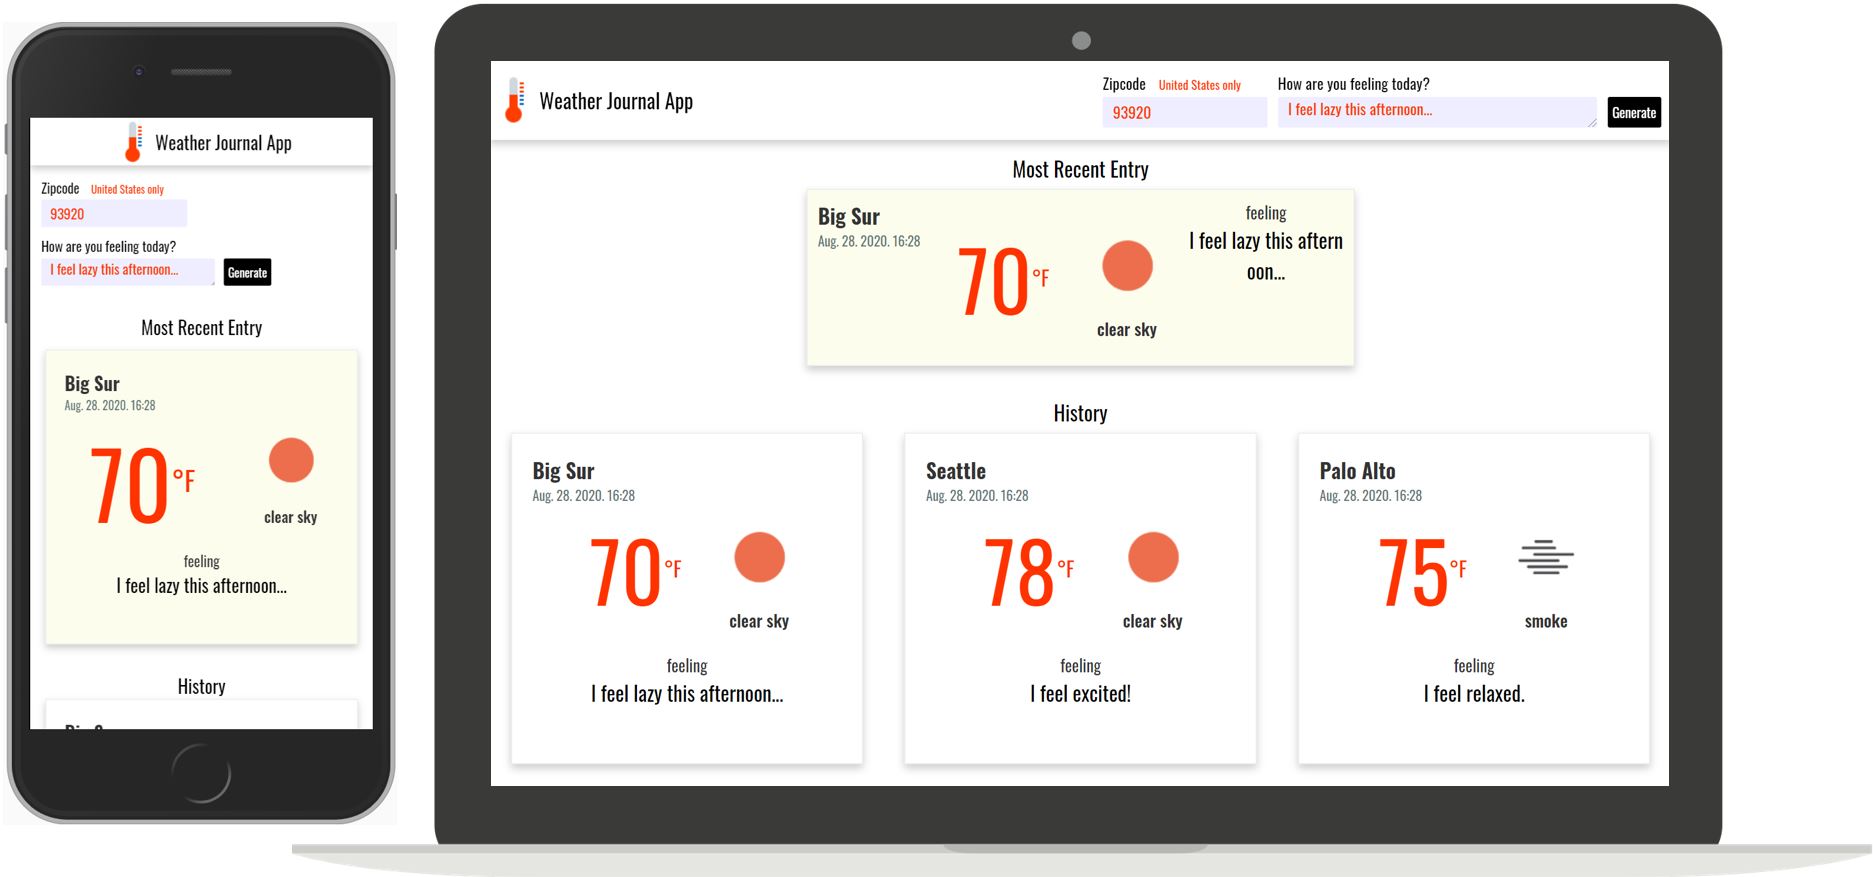 Weather Journal App
Zipcode United States only
93920
How are you feeling today?
I feel lazy this afternoon...
Generate
Most Recent Entry
Big Sur
Aug. 28. 2020. 16:28
70 °F
clear sky
feeling
I feel lazy this afternoon...
History
Weather Journal App
Zipcode United States only
93920
How are you feeling today?
I feel lazy this afternoon...
Generate
Most Recent Entry
Big Sur
Aug. 28. 2020. 16:28
70 °F
clear sky
feeling
I feel lazy this aftern
oon...
History
Big Sur
Aug. 28. 2020. 16:28
70 °F
clear sky
feeling
I feel lazy this afternoon...
Seattle
Aug. 28. 2020. 16:28
78 °F
clear sky
feeling
I feel excited!
Palo Alto
Aug. 28. 2020. 16:28
75 °F
smoke
feeling
I feel relaxed.